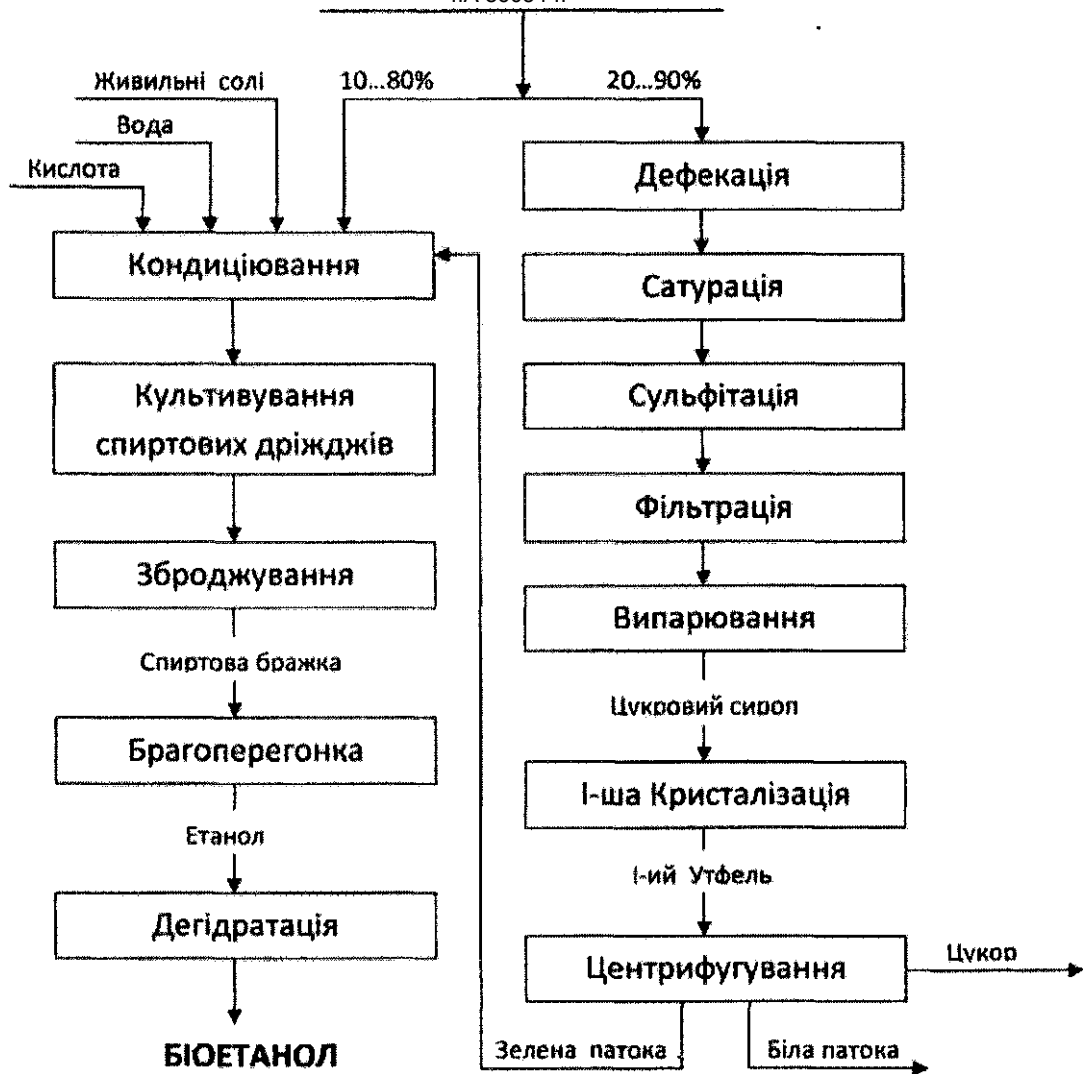 Живильні солі
10...80%
20...90%
Вода
Кислота
Дефекація
Кондиціювання
Сатурація
Культивування
спиртових дріжджів
Сульфітація
Фільтрація
Зброджування
Випарювання
Спиртова бражка
Цукровий сироп
Брагоперегонка
І-ша Кристалізація
Етанол
І-ий Утфель
Дегідратація
Центрифугування
Цукор
БІОЕТАНОЛ
Зелена патока
Біла патока